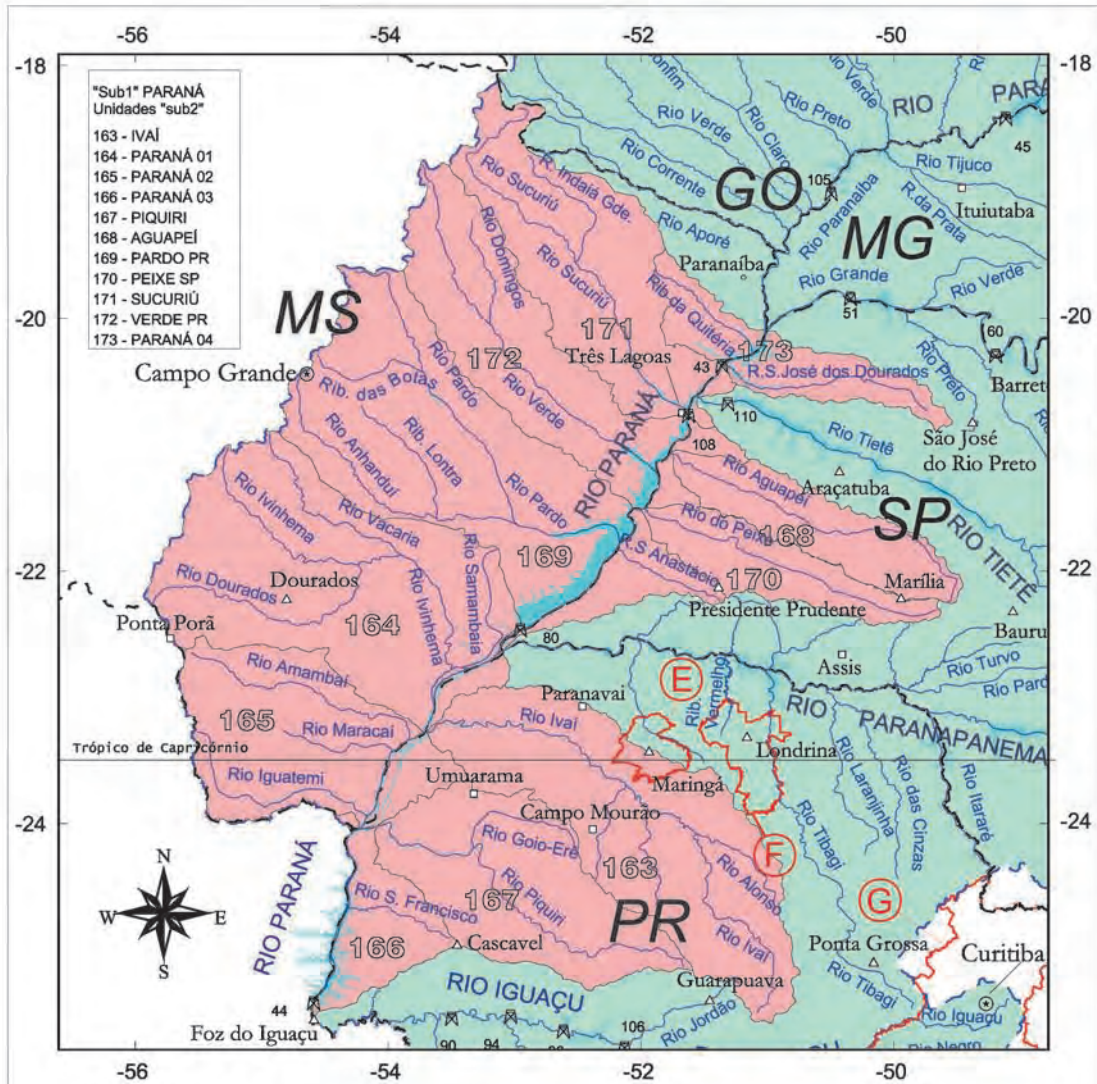 -56
-54
-52
-50
-18
-18
"Sub1" PARANÁ
Unidades "sub2"
163 - IVAÍ
164 - PARANÁ 01
165 - PARANÁ 02
166 - PARANÁ 03
167 - PIQUIRI
168 - AGUAPEÍ
169 - PARDO PR
170 - PEIXE SP
171 - SUCURIÚ
172 - VERDE PR
173 - PARANÁ 04
Rio Verde
RIO
Rio Preto
Rio Verde
Rio Claro
Rio Corrente
45
Rio Tijuco
R. Indaiá Gde.
Rio Sucuriú
GO
105
Ituiutaba
Rio Paranaíba
R.da Prata
MG
Rio Aporé
Paranaíba
Rio Domingos
Rio Sucuriú
Rio Grande
Rio Verde
51
-20
-20
MS
171
Rib.da Quitéria
60
172
Três Lagoas
43
173
Rio Preto
Campo Grande
Rib. das Botas
Rio Pardo
Rio Verde
R.S.José dos Dourados
110
108
São José
do Rio Preto
Rio Tietê
Rio Anhanduí
Rib. Lontra
RIO PARANÁ
Araçatuba
Rio Aguapeí
SP
RIO TIETÊ
Rio Ivinhema
Rio Vacaria
Rio Pardo
Rio do Peixe
168
169
R.S Anastácio
170
Marília
-22
-22
Rio Dourados
Dourados
Rio Samambaia
Rio Ivinhema
Presidente Prudente
Bauru
Ponta Porã
164
80
Assis
Rio Turvo
Rio Pard
Rio Amambaí
E
Paranavai
Rib. Vermelho
RIO
PARANAPANEMA
165
Rio Maracaí
Rio Ivaí
Londrina
Trópico de Capricórnio
Rio Iguatemi
Umuarama
Maringá
Rio Laranjinha
Rio das Cinzas
Rio Itararé
Campo Mourão
-24
-24
Rio Goio-Erê
F
Rio Tibagi
N
W
E
S
RIO PARANÁ
163
Rio Alonso
Rio S. Francisco
167
Rio Piquiri
G
PR
166
Cascavel
Rio Ivaí
Ponta Grossa
Curitiba
Guarapuava
RIO IGUAÇU
Rio Tibagi
44
Foz do Iguaçu
106
Rio Jordão
Rio Iguaçu
90
94
Rio Negro
-56
-54
-52
-50